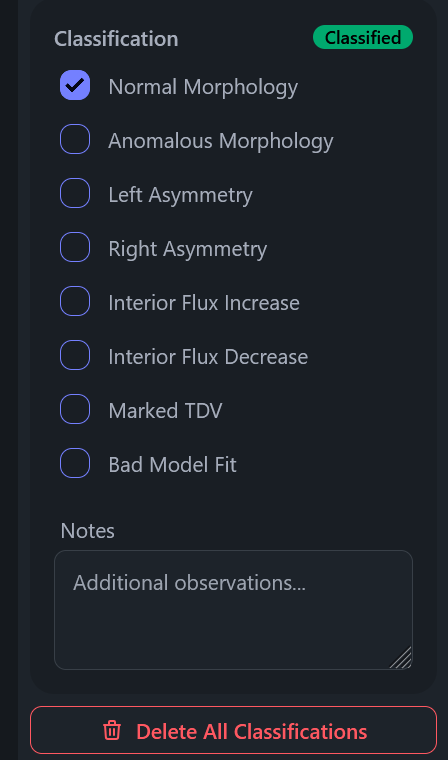 Classification Classified
Normal Morphology
Anomalous Morphology
Left Asymmetry
Right Asymmetry
Interior Flux Increase
Interior Flux Decrease
Marked TDV
Bad Model Fit
Notes
Additional observations...
Delete All Classifications